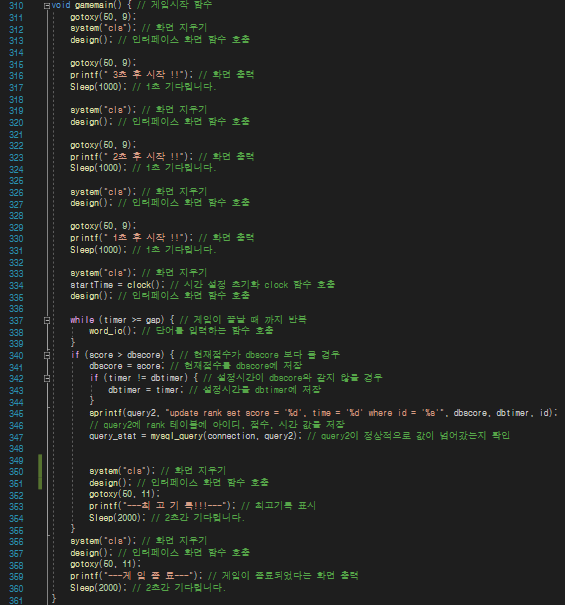 310 void gamemain() { // 게임시작 함수
311 gotoxy(50, 9);
312 system("cls"); // 화면 지우기
313 design(); // 인터페이스 화면 함수 호출
314
315 gotoxy(50, 9);
316 printf(" 3초 후 시작 !!"); // 화면 출력
317 Sleep(1000); // 1초 기다립니다.
318
319 system("cls"); // 화면 지우기
320 design(); // 인터페이스 화면 함수 호출
321
322 gotoxy(50, 9);
323 printf(" 2초 후 시작 !!"); // 화면 출력
324 Sleep(1000); // 1초 기다립니다.
325
326 system("cls"); // 화면 지우기
327 design(); // 인터페이스 화면 함수 호출
328
329 gotoxy(50, 9);
330 printf(" 1초 후 시작 !!"); // 화면 출력
331 Sleep(1000); // 1초 기다립니다.
332
333 system("cls"); // 화면 지우기
334 startTime = clock(); // 시간 설정 초기화 clock 함수 호출
335 design(); // 인터페이스 화면 함수 호출
336
337 while (timer >= gap) { // 게임이 끝날 때 까지 반복
338 word_io(); // 단어를 입력하는 함수 호출
339 }
340 if (score > dbscore) { // 현재점수가 dbscore 보다 클 경우
341 dbscore = score; // 현재점수를 dbscore에 저장
342 if (timer != dbtimer) { // 설정시간이 dbscore와 같지 않을 경우
343 dbtimer = timer; // 설정시간을 dbtimer에 저장
344 }
345 sprintf(query2, "update rank set score = '%d', time = '%d' where id = '%s'", dbscore, dbtimer, id);
346 // query2에 rank 테이블에 아이디, 점수, 시간 값을 저장
347 query_stat = mysql_query(connection, query2); // query2이 정상적으로 값이 넘어갔는지 확인
348
349
350 system("cls"); // 화면 지우기
351 design(); // 인터페이스 화면 함수 호출
352 gotoxy(50, 11);
353 printf("---최 고 기 록!!!---"); // 최고기록 표시
354 Sleep(2000); // 2초간 기다립니다.
355 }
356 system("cls"); // 화면 지우기
357 design(); // 인터페이스 화면 함수 호출
358 gotoxy(50, 11);
359 printf("---게 임 종 료---"); // 게임이 종료되었다는 화면 출력
360 Sleep(2000); // 2초간 기다립니다.
361 }